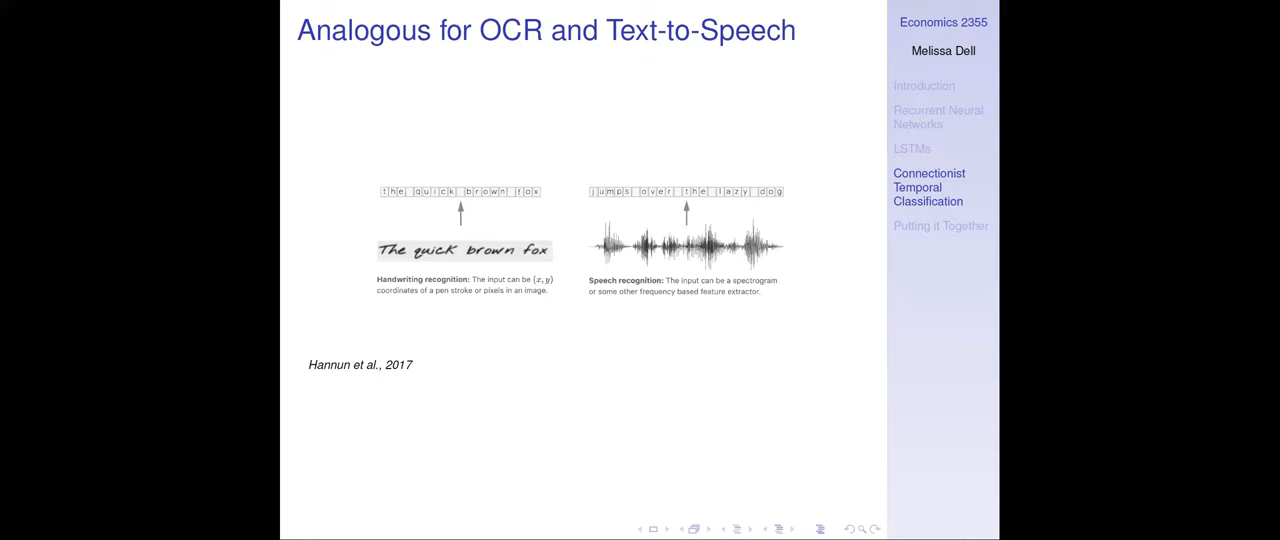 Analogous for OCR and Text-to-Speech
the quick brown fox
The quick brown fox
Handwriting recognition: The input can be (x, y)
coordinates of a pen stroke or pixels in an image.
jumps over the lazy dog
Speech recognition: The input can be a spectrogram
or some other frequency based feature extractor.
Hannun et al., 2017
Economics 2355
Melissa Dell
Introduction
Recurrent Neural
Networks
LSTMs
Connectionist
Temporal
Classification
Putting it Together